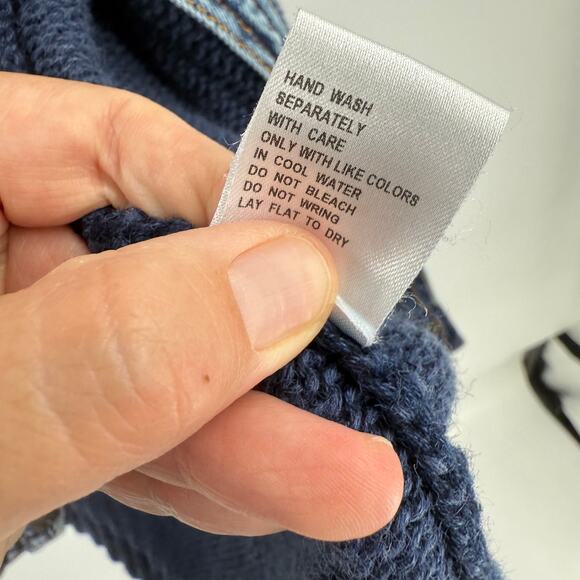 HAND WASH
SEPARATELY
WITH CARE
ONLY WITH LIKE COLORS
IN COOL WATER
DO NOT BLEACH
DO NOT WRING
LAY FLAT TO DRY